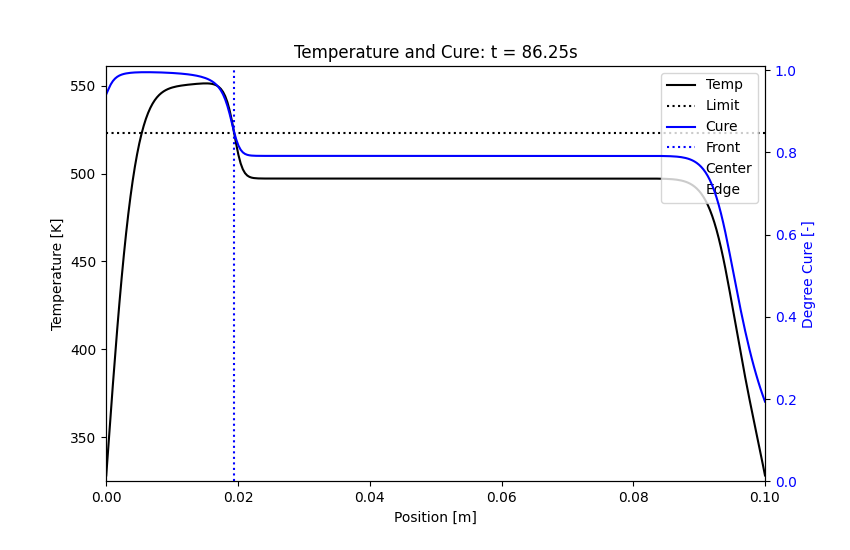 Temperature and Cure: t = 86.25s
550
500
450
400
350
Temperature [K]
0.00
0.02
0.04
0.06
0.08
0.10
Position [m]
1.0
0.8
0.6
0.4
0.2
0.0
Degree Cure [-]
Temp
Limit
Cure
Front
Center
Edge